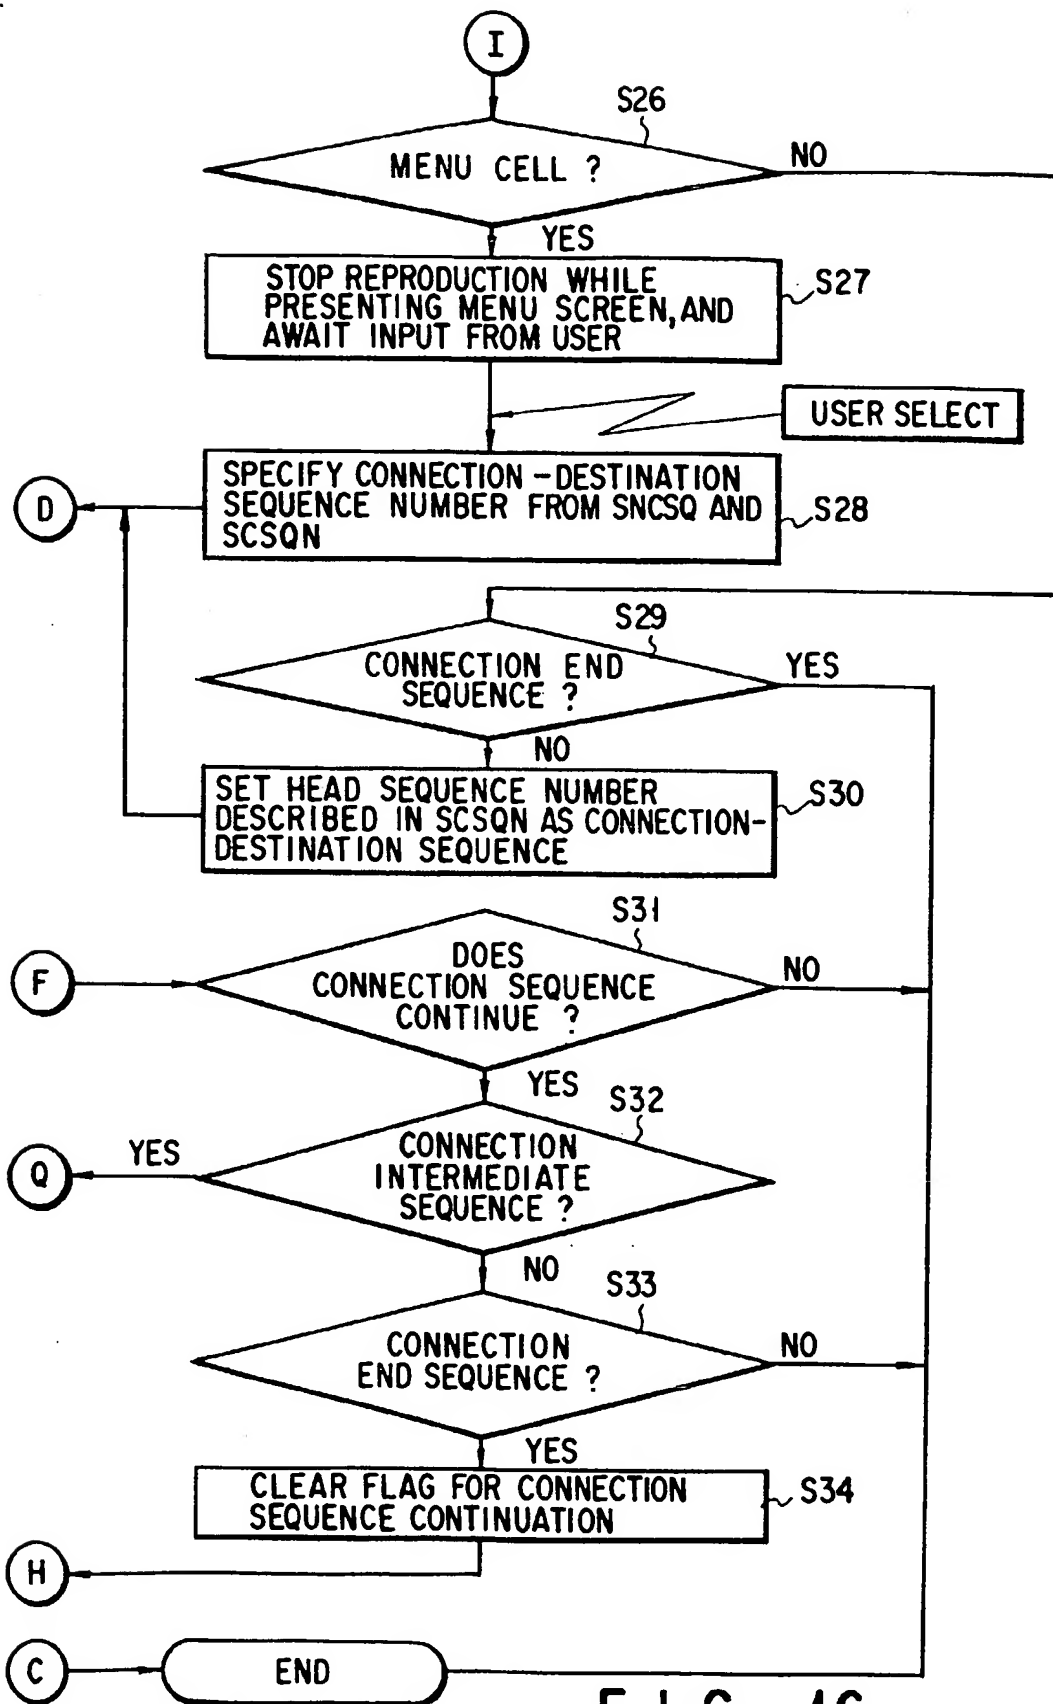 I
S26
MENU CELL ?
NO
YES
STOP REPRODUCTION WHILE
PRESENTING MENU SCREEN, AND
AWAIT INPUT FROM USER
S27
USER SELECT
SPECIFY CONNECTION-DESTINATION
SEQUENCE NUMBER FROM SNCSQ AND
SCSQN
S28
D
S29
CONNECTION END
SEQUENCE ?
YES
NO
SET HEAD SEQUENCE NUMBER
DESCRIBED IN SCSQN AS CONNECTION-
DESTINATION SEQUENCE
S30
S31
F
DOES
CONNECTION SEQUENCE
CONTINUE ?
NO
YES
S32
Q
YES
CONNECTION
INTERMEDIATE
SEQUENCE ?
NO
S33
CONNECTION
END SEQUENCE ?
NO
YES
CLEAR FLAG FOR CONNECTION
SEQUENCE CONTINUATION
S34
H
C
END